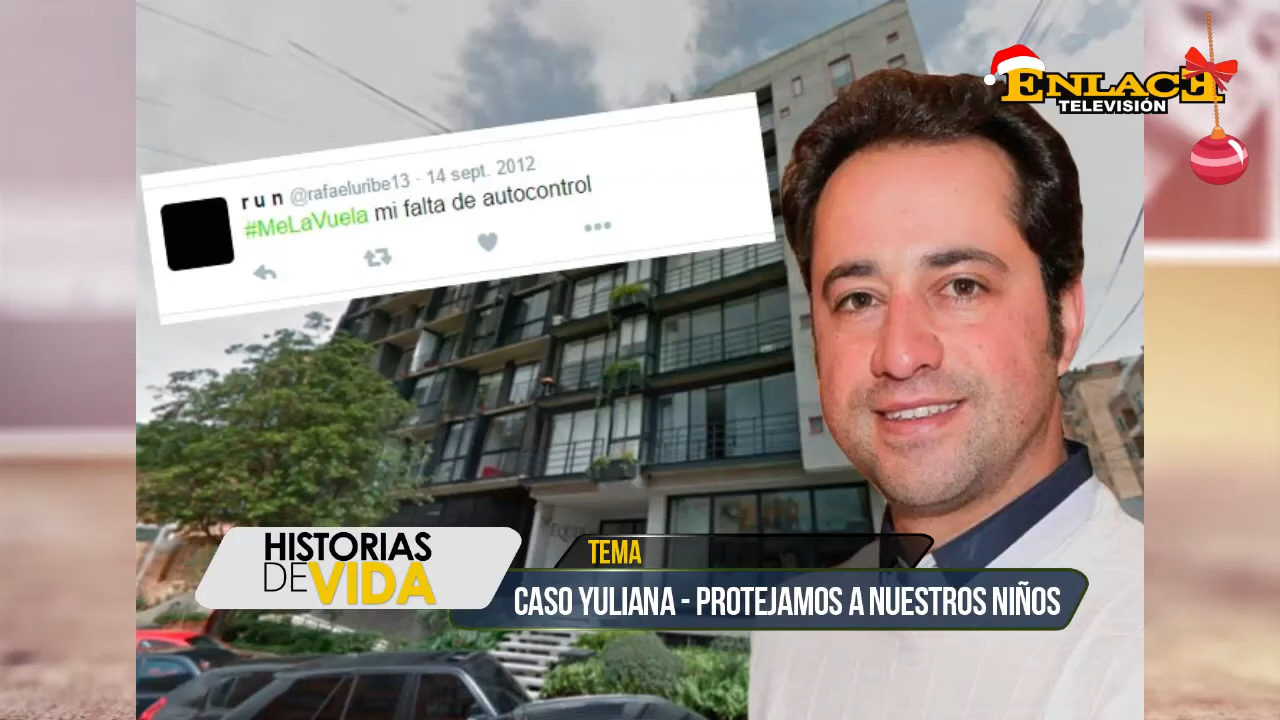 ENLACE
TELEVISIÓN
r u n @rafaeluribe13 · 14 sept. 2012
#MeLaVuela mi falta de autocontrol
HISTORIAS
DE VIDA
TEMA
CASO YULIANA - PROTEJAMOS A NUESTROS NIÑOS